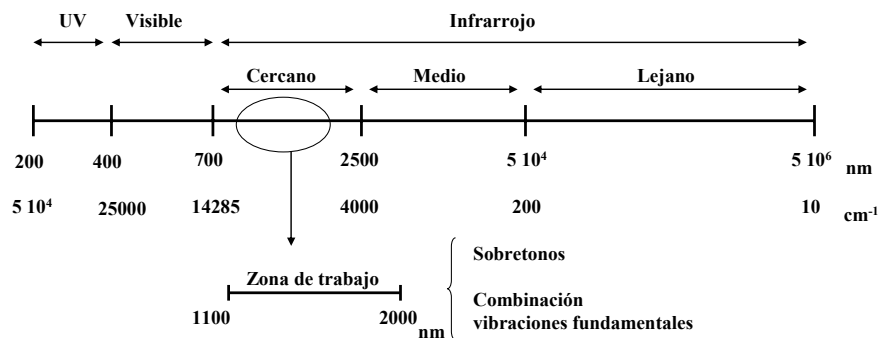 UV Visible Infrarrojo
Cercano Medio Lejano
200 400 700 2500 5 10⁴ 5 10⁶ nm
5 10⁴ 25000 14285 4000 200 10 cm⁻¹
Zona de trabajo
1100 2000 nm
Sobretonos
Combinación
vibraciones fundamentales